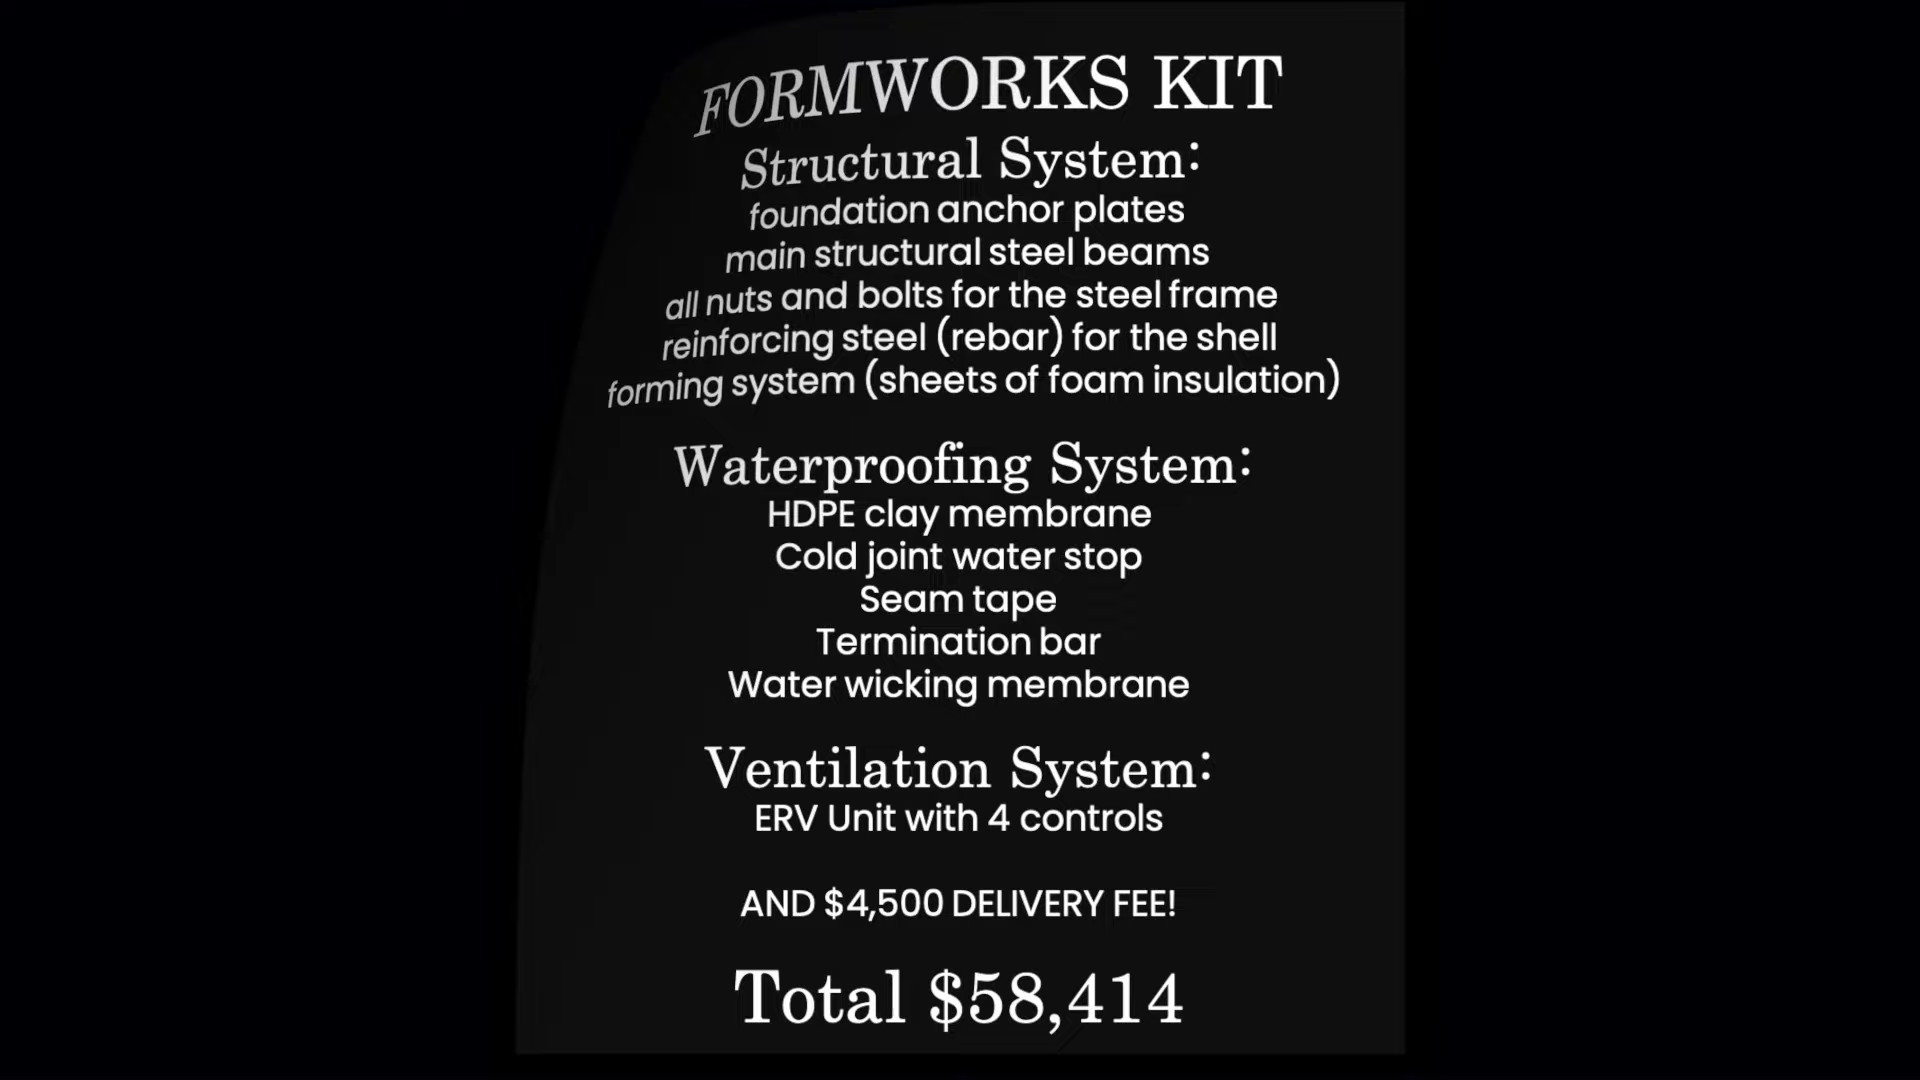 FORMWORKS KIT
Structural System:
foundation anchor plates
main structural steel beams
all nuts and bolts for the steel frame
reinforcing steel (rebar) for the shell
forming system (sheets of foam insulation)
Waterproofing System:
HDPE clay membrane
Cold joint water stop
Seam tape
Termination bar
Water wicking membrane
Ventilation System:
ERV Unit with 4 controls
AND $4,500 DELIVERY FEE!
Total $58,414